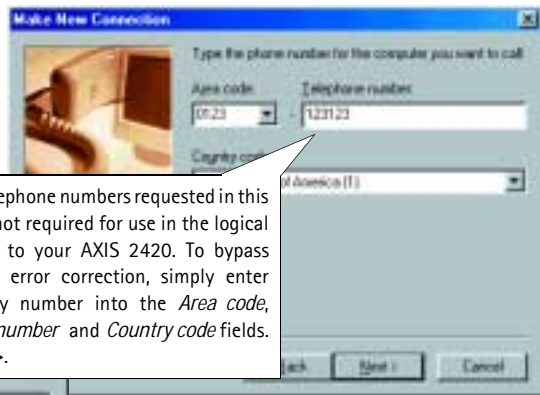 Make New Connection
Type the phone number for the computer you want to call:
Area code:
Telephone number:
0123
-
123123
Country code:
of America (1)
ephone numbers requested in this
not required for use in the logical
to your AXIS 2420. To bypass
error correction, simply enter
y number into the Area code,
number and Country code fields.
>.
Back
Next >
Cancel